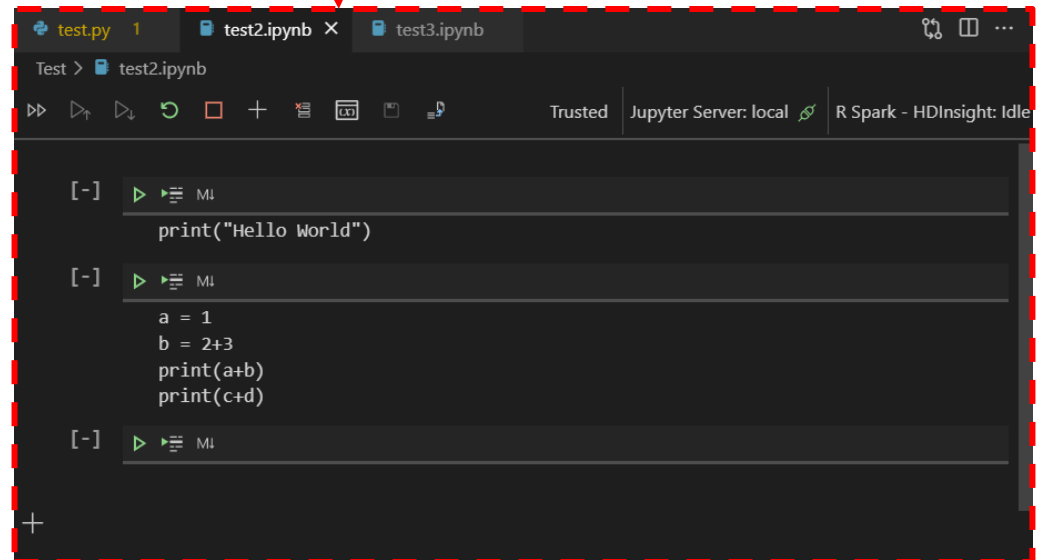 test.py 1 test2.ipynb test3.ipynb
Test > test2.ipynb
Trusted Jupyter Server: local R Spark - HDInsight: Idle
[-] M↓
print("Hello World")
[-] M↓
a = 1
b = 2+3
print(a+b)
print(c+d)
[-] M↓